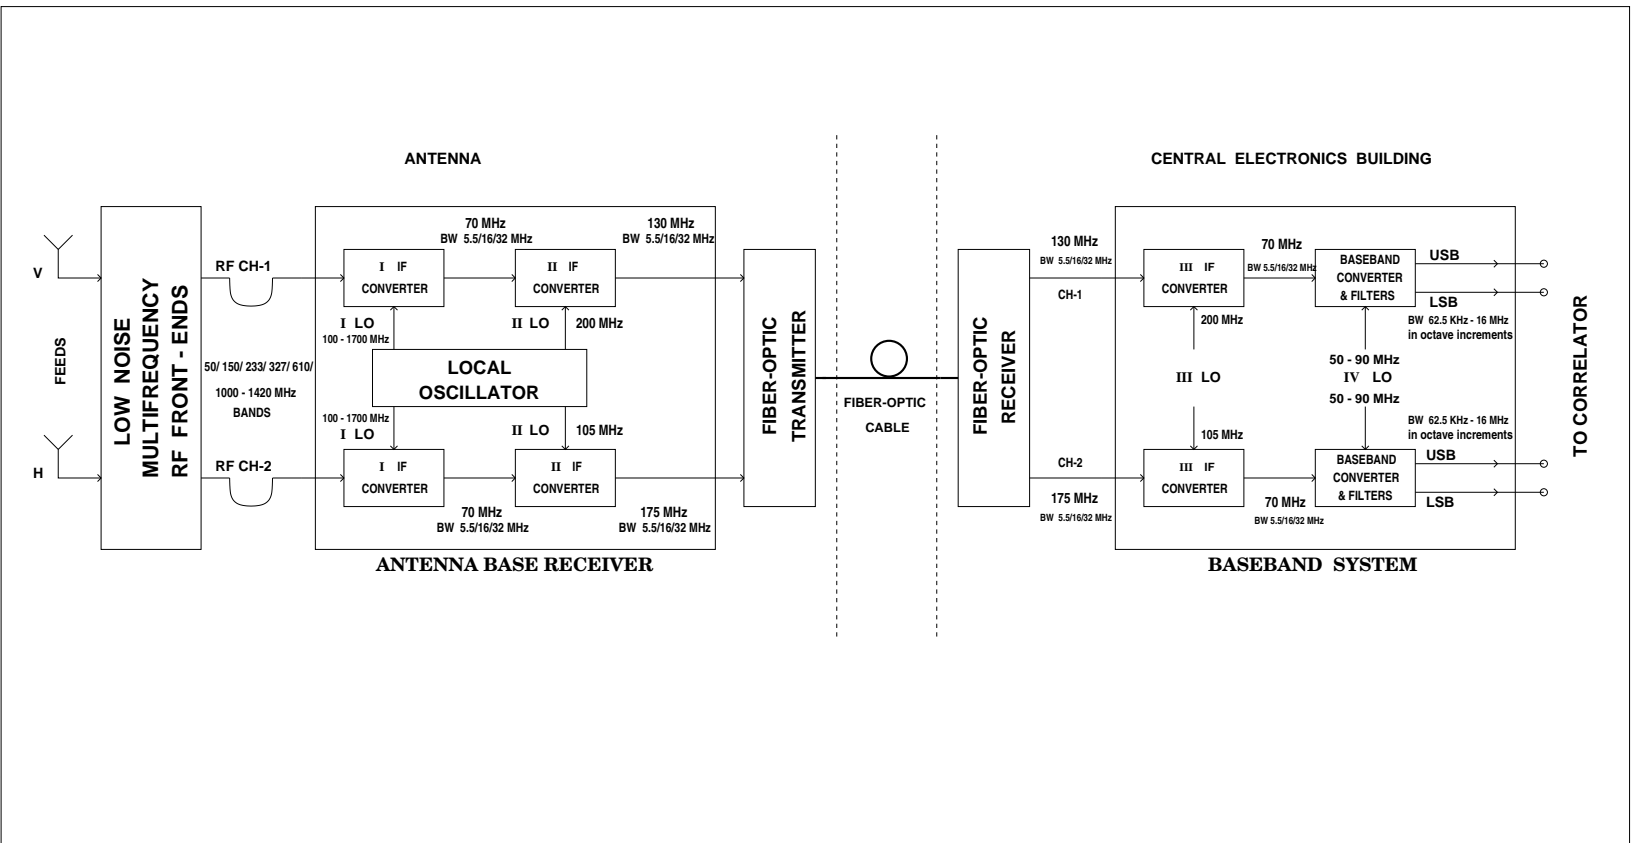 ANTENNA
CENTRAL ELECTRONICS BUILDING
V
FEEDS
H
LOW NOISE
MULTIFREQUENCY
RF FRONT - ENDS
RF CH-1
50/ 150/ 233/ 327/ 610/
1000 - 1420 MHz
BANDS
RF CH-2
70 MHz
BW 5.5/16/32 MHz
130 MHz
BW 5.5/16/32 MHz
I IF
CONVERTER
II IF
CONVERTER
I LO
100 - 1700 MHz
II LO
200 MHz
LOCAL
OSCILLATOR
100 - 1700 MHz
I LO
II LO
105 MHz
I IF
CONVERTER
II IF
CONVERTER
70 MHz
BW 5.5/16/32 MHz
175 MHz
BW 5.5/16/32 MHz
ANTENNA BASE RECEIVER
FIBER-OPTIC
TRANSMITTER
FIBER-OPTIC
CABLE
FIBER-OPTIC
RECEIVER
130 MHz
BW 5.5/16/32 MHz
CH-1
CH-2
175 MHz
BW 5.5/16/32 MHz
III IF
CONVERTER
70 MHz
BW 5.5/16/32 MHz
BASEBAND
CONVERTER
& FILTERS
USB
LSB
BW 62.5 KHz - 16 MHz
in octave increments
200 MHz
III LO
105 MHz
50 - 90 MHz
IV LO
50 - 90 MHz
BW 62.5 KHz - 16 MHz
in octave increments
III IF
CONVERTER
70 MHz
BW 5.5/16/32 MHz
BASEBAND
CONVERTER
& FILTERS
USB
LSB
BASEBAND SYSTEM
TO CORRELATOR